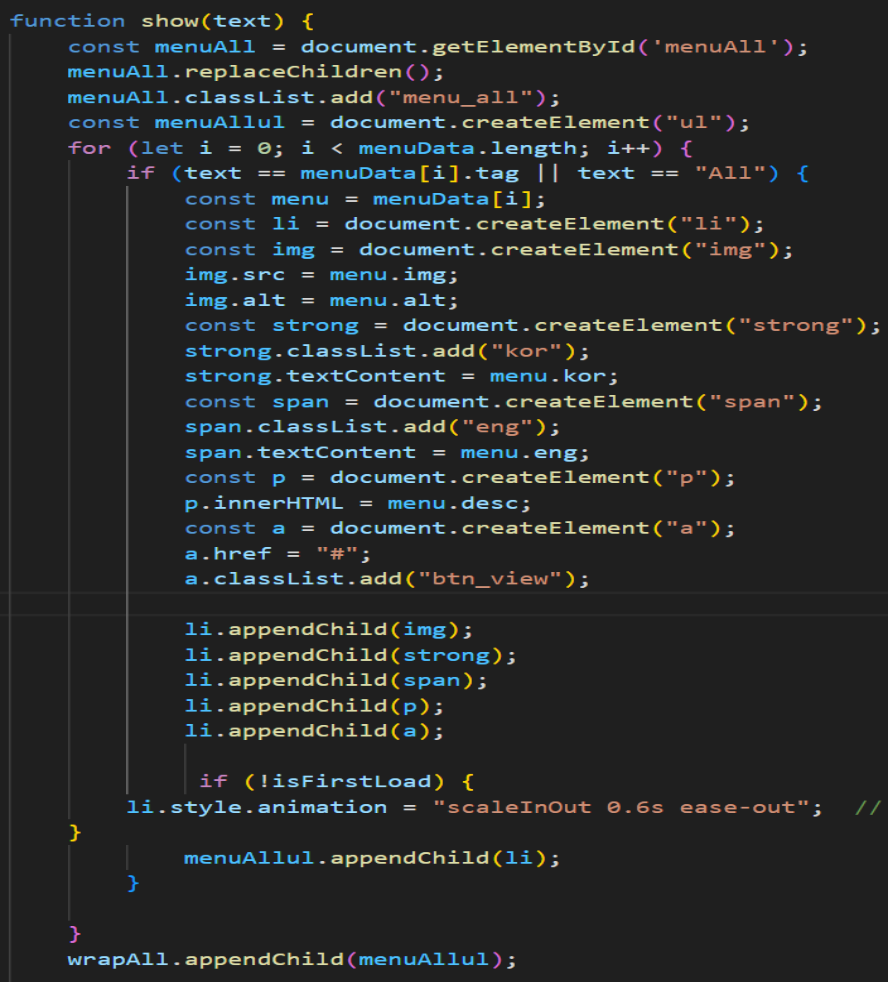 function show(text) {
    const menuAll = document.getElementById('menuAll');
    menuAll.replaceChildren();
    menuAll.classList.add("menu_all");
    const menuAllul = document.createElement("ul");
    for (let i = 0; i < menuData.length; i++) {
        if (text == menuData[i].tag || text == "All") {
            const menu = menuData[i];
            const li = document.createElement("li");
            const img = document.createElement("img");
            img.src = menu.img;
            img.alt = menu.alt;
            const strong = document.createElement("strong");
            strong.classList.add("kor");
            strong.textContent = menu.kor;
            const span = document.createElement("span");
            span.classList.add("eng");
            span.textContent = menu.eng;
            const p = document.createElement("p");
            p.innerHTML = menu.desc;
            const a = document.createElement("a");
            a.href = "#";
            a.classList.add("btn_view");

            li.appendChild(img);
            li.appendChild(strong);
            li.appendChild(span);
            li.appendChild(p);
            li.appendChild(a);

             if (!isFirstLoad) {
        li.style.animation = "scaleInOut 0.6s ease-out";  //
    }
            menuAllul.appendChild(li);
        }

    }
    wrapAll.appendChild(menuAllul);